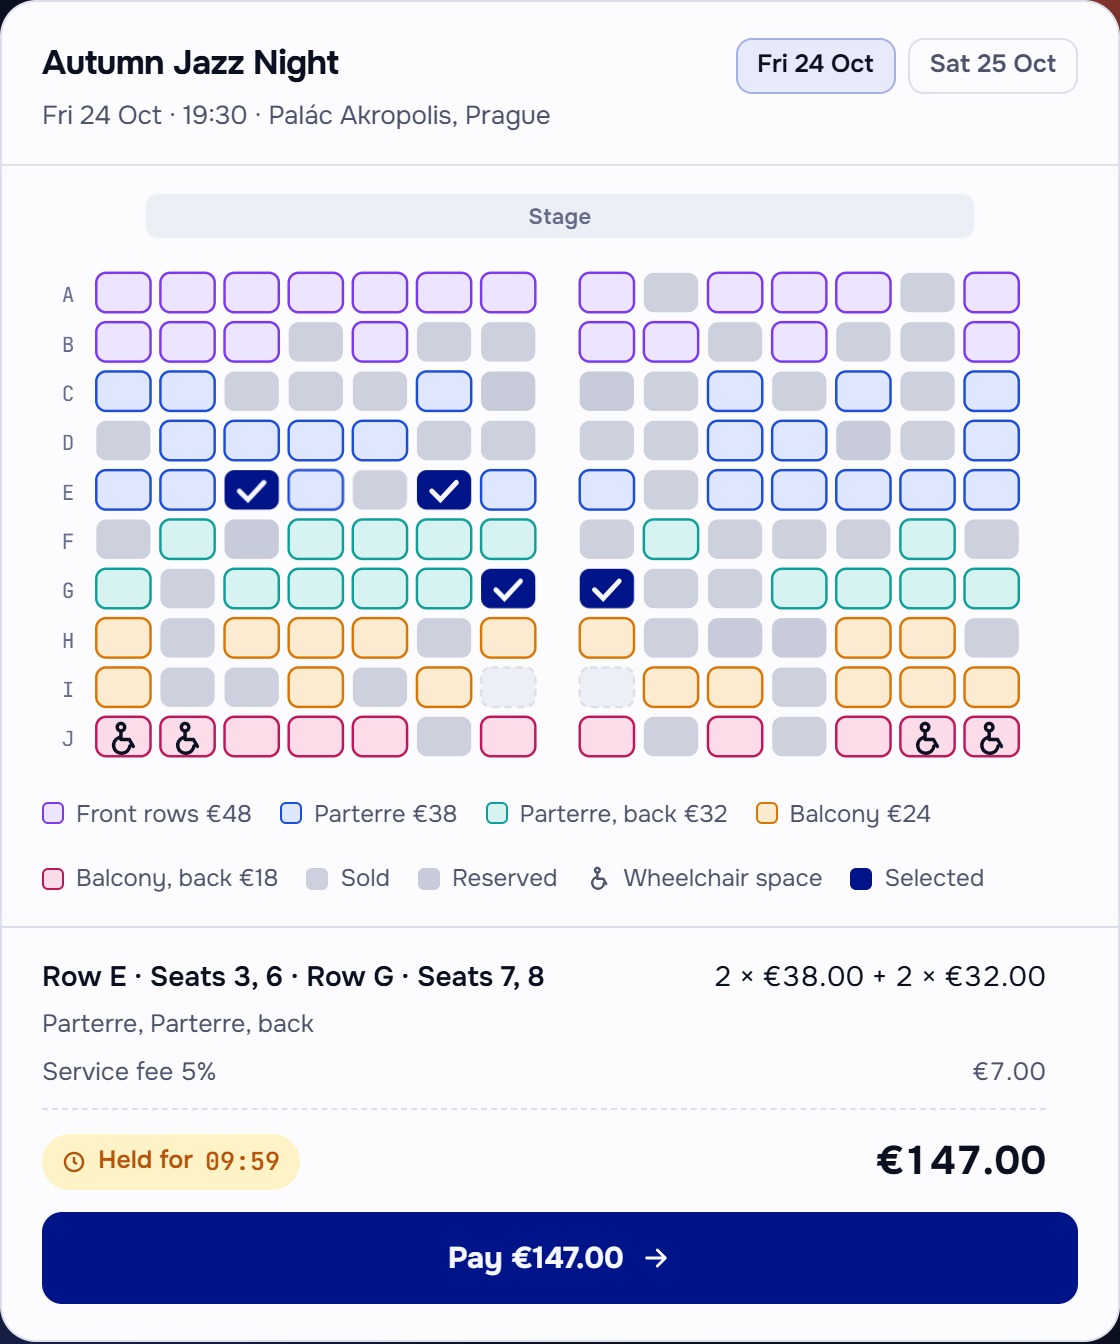 Autumn Jazz Night
Fri 24 Oct
Sat 25 Oct
Fri 24 Oct · 19:30 · Palác Akropolis, Prague
Stage
A
B
C
D
E
F
G
H
I
J
Front rows €48
Parterre €38
Parterre, back €32
Balcony €24
Balcony, back €18
Sold
Reserved
Wheelchair space
Selected
Row E · Seats 3, 6 · Row G · Seats 7, 8
2 × €38.00 + 2 × €32.00
Parterre, Parterre, back
Service fee 5%
€7.00
Held for 09:59
€147.00
Pay €147.00 →